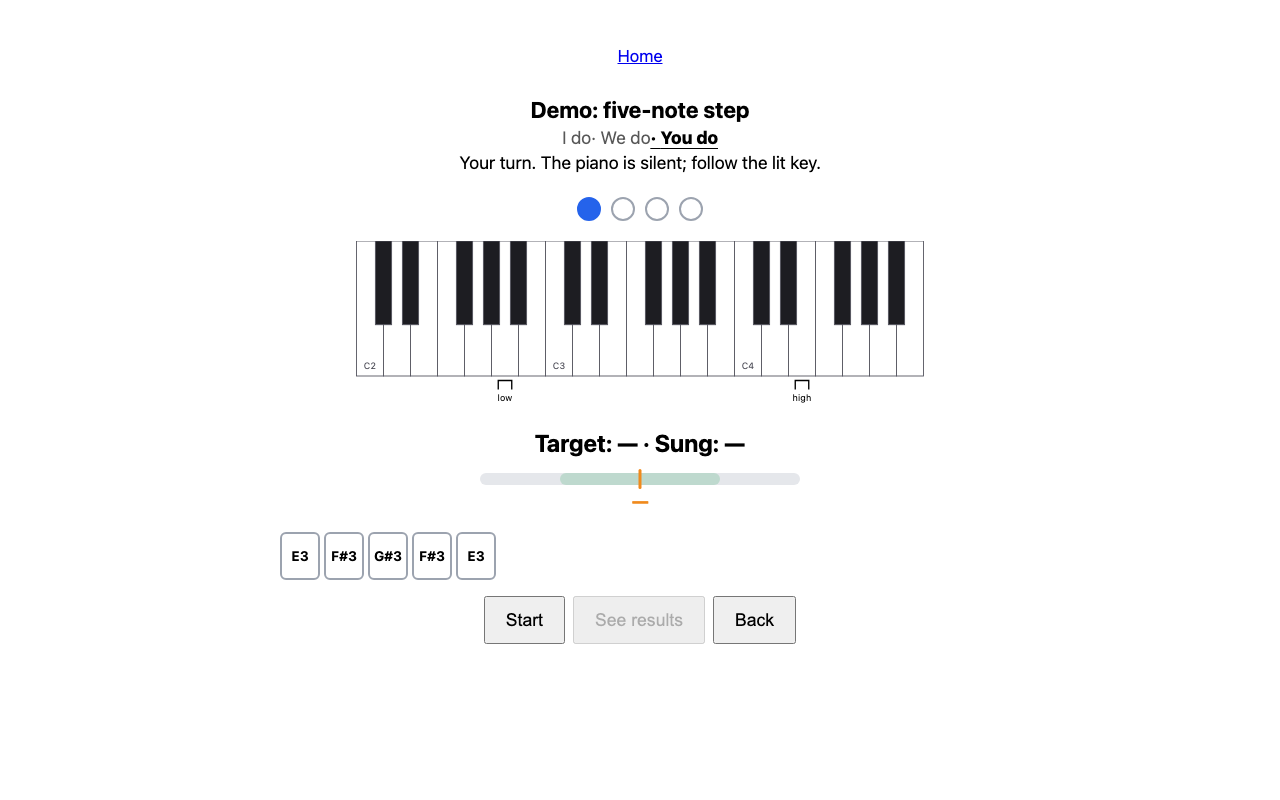 Home
Demo: five-note step
I do· We do· You do
Your turn. The piano is silent; follow the lit key.
C2 C3 C4
low high
Target: — · Sung: —
—
E3 F#3 G#3 F#3 E3
Start See results Back